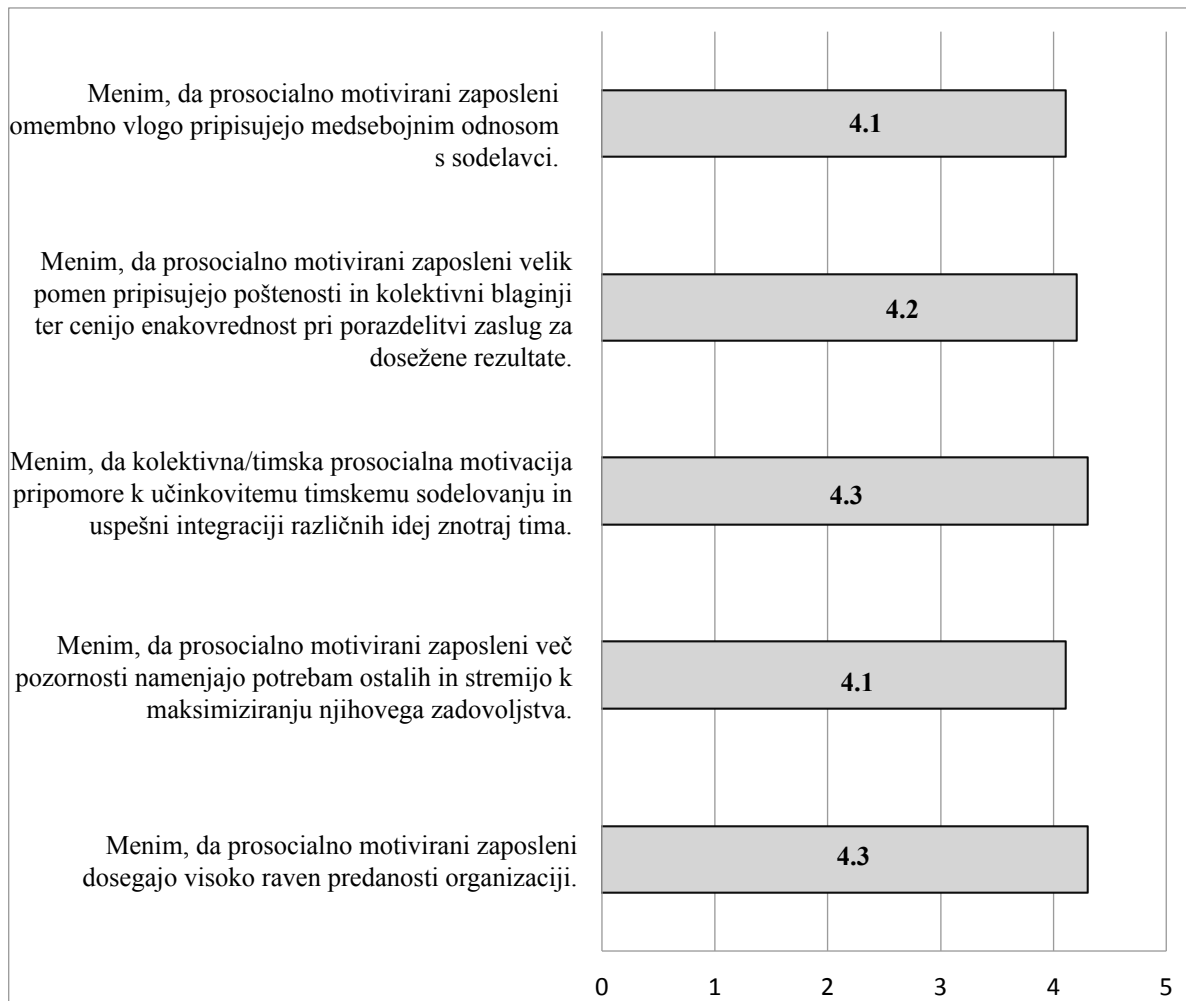 Menim, da prosocialno motivirani zaposleni
omembno vlogo pripisujejo medsebojnim odnosom
s sodelavci.
4.1
Menim, da prosocialno motivirani zaposleni velik
pomen pripisujejo poštenosti in kolektivni blaginji
ter cenijo enakovrednost pri porazdelitvi zaslug za
dosežene rezultate.
4.2
Menim, da kolektivna/timska prosocialna motivacija
pripomore k učinkovitemu timskemu sodelovanju in
uspešni integraciji različnih idej znotraj tima.
4.3
Menim, da prosocialno motivirani zaposleni več
pozornosti namenjajo potrebam ostalih in stremijo k
maksimiziranju njihovega zadovoljstva.
4.1
Menim, da prosocialno motivirani zaposleni
dosegajo visoko raven predanosti organizaciji.
4.3
0 1 2 3 4 5